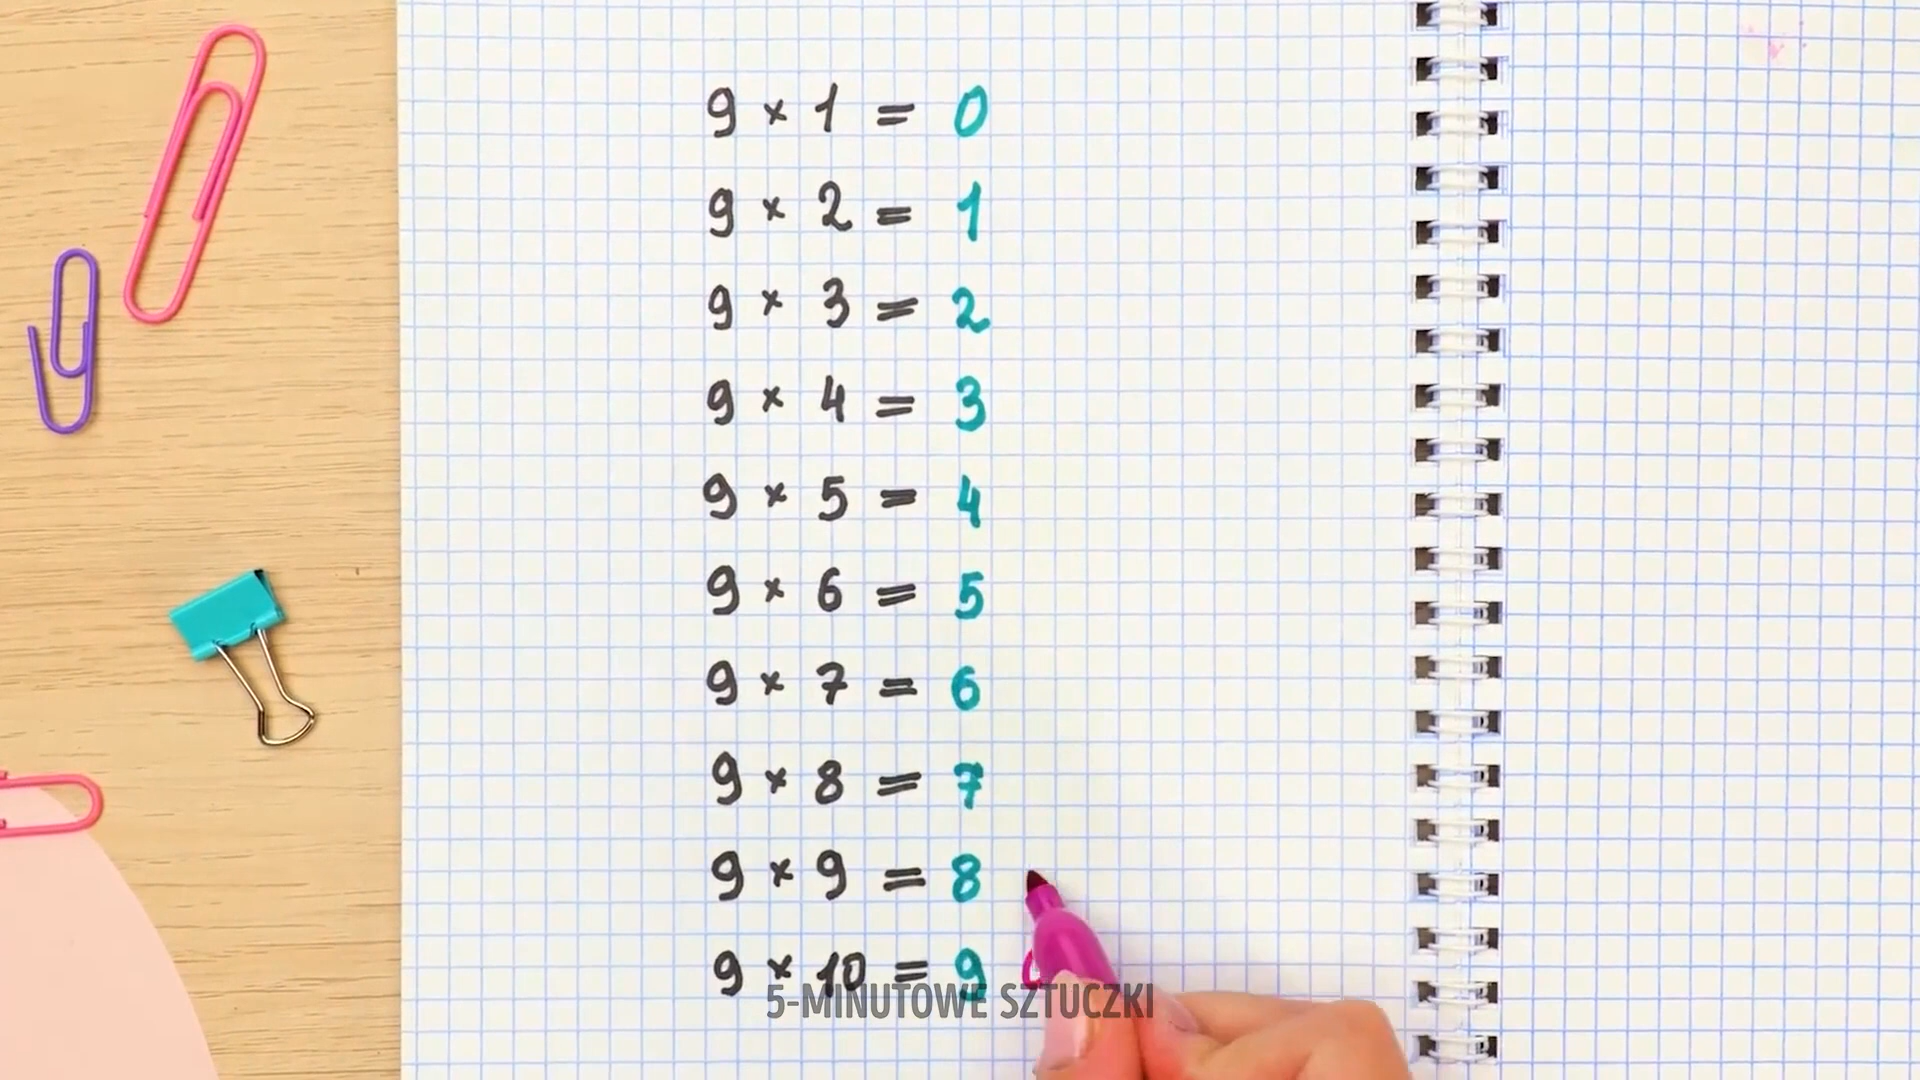 9 × 1 = 0
9 × 2 = 1
9 × 3 = 2
9 × 4 = 3
9 × 5 = 4
9 × 6 = 5
9 × 7 = 6
9 × 8 = 7
9 × 9 = 8
9 × 10 = 9
5-MINUTOWE SZTUCZKI